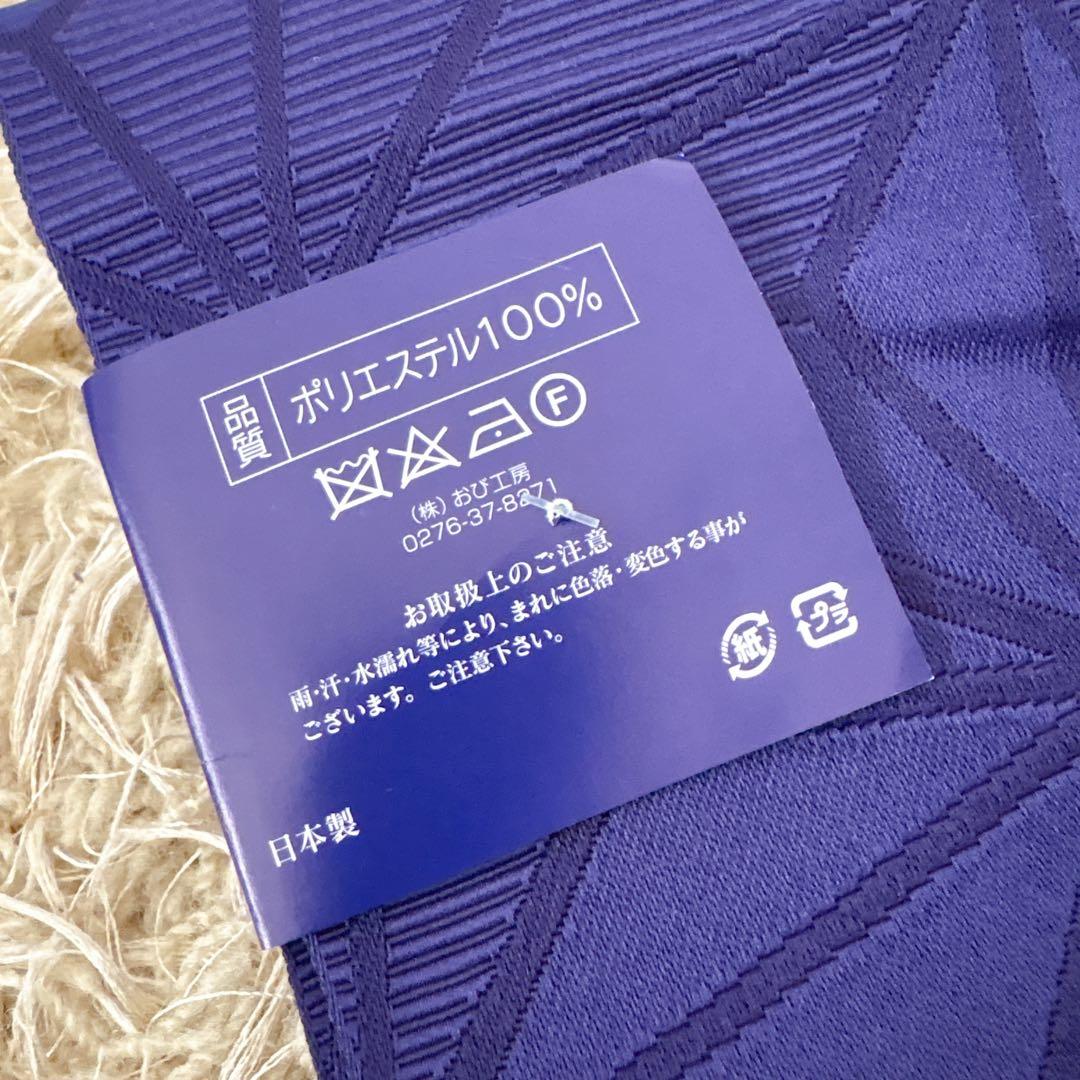 品質 ポリエステル100%
F
(株)おび工房
0276-37-8271
お取扱上のご注意
雨・汗・水濡れ等により、まれに色落・変色する事が
ございます。ご注意下さい。
紙 プラ
日本製